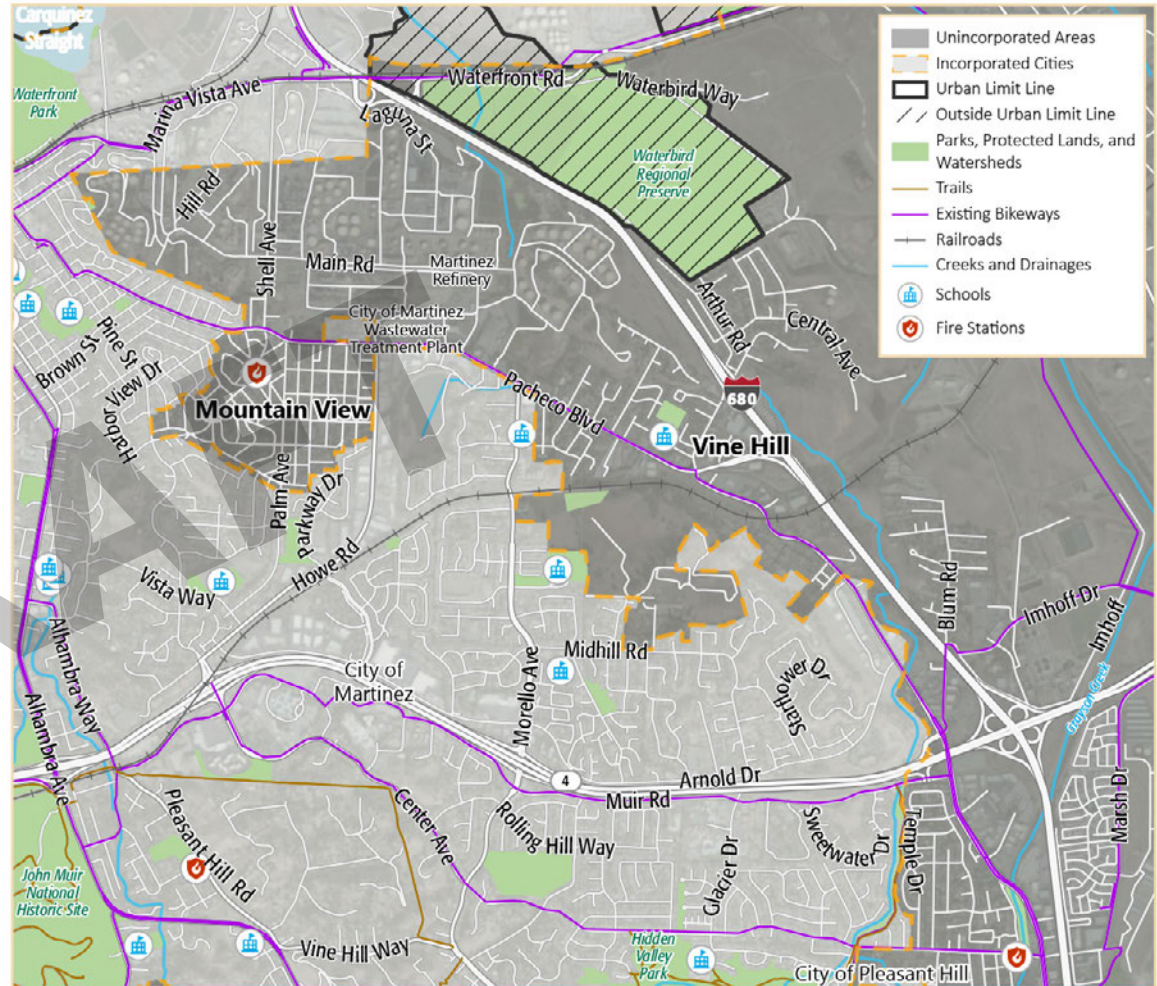 Carquinez
Straight
Waterfront
Park
Marina Vista Ave
Waterfront Rd
Waterbird Way
Laguna St
Hill Rd
Waterbird
Regional
Preserve
Shell Ave
Main Rd
Martinez
Refinery
City of Martinez
Wastewater
Treatment Plant
Arthur Rd
Central Ave
Pine St
Brown St
Harbor View Dr
Mountain View
Pacheco Blvd
680
Vine Hill
Palm Ave
Parkway Dr
Howe Rd
Vista Way
Blum Rd
Imhoff Dr
Imhoff
Grayson Creek
Alhambra Way
Alhambra Ave
City of
Martinez
Morello Ave
Midhill Rd
Starflower Dr
4
Arnold Dr
Muir Rd
Center Ave
Rolling Hill Way
Glacier Dr
Sweetwater Dr
Temple Dr
Marsh Dr
Pleasant Hill Rd
John Muir
National
Historic Site
Vine Hill Way
Hidden
Valley
Park
City of Pleasant Hill
Unincorporated Areas
Incorporated Cities
Urban Limit Line
Outside Urban Limit Line
Parks, Protected Lands, and
Watersheds
Trails
Existing Bikeways
Railroads
Creeks and Drainages
Schools
Fire Stations